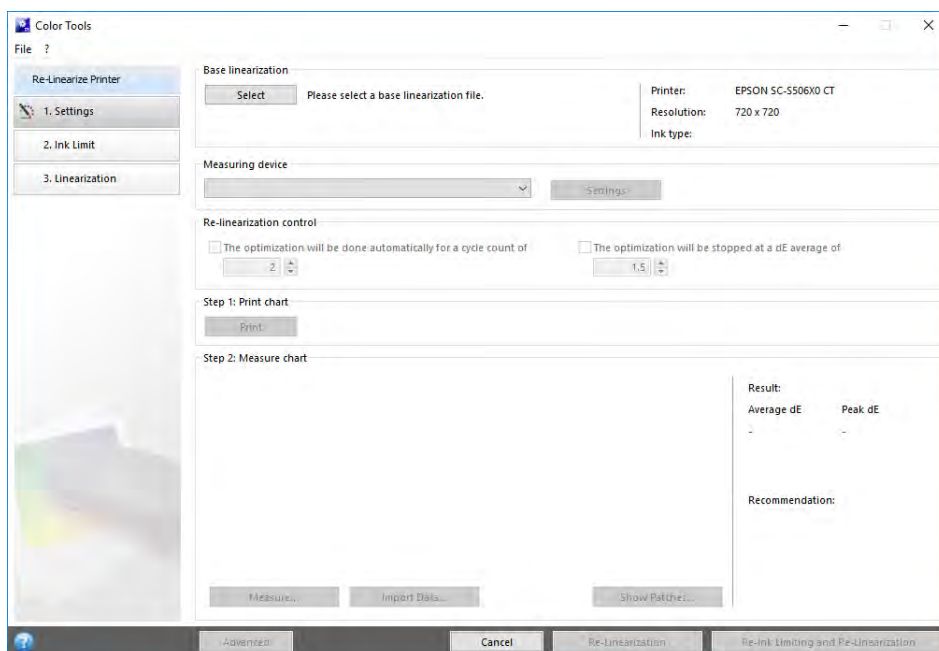 Color Tools
File ?
Re-Linearize Printer
1. Settings
2. Ink Limit
3. Linearization
Base linearization
Select Please select a base linearization file.
Printer: EPSON SC-S506X0 CT
Resolution: 720 x 720
Ink type:
Measuring device
Settings
Re-linearization control
The optimization will be done automatically for a cycle count of
2
The optimization will be stopped at a dE average of
1.5
Step 1: Print chart
Print
Step 2: Measure chart
Result:
Average dE Peak dE
- -
Recommendation:
Measure... Import Data... Show Patches...
Advanced Cancel Re-Linearization Re-Ink Limiting and Re-Linearization